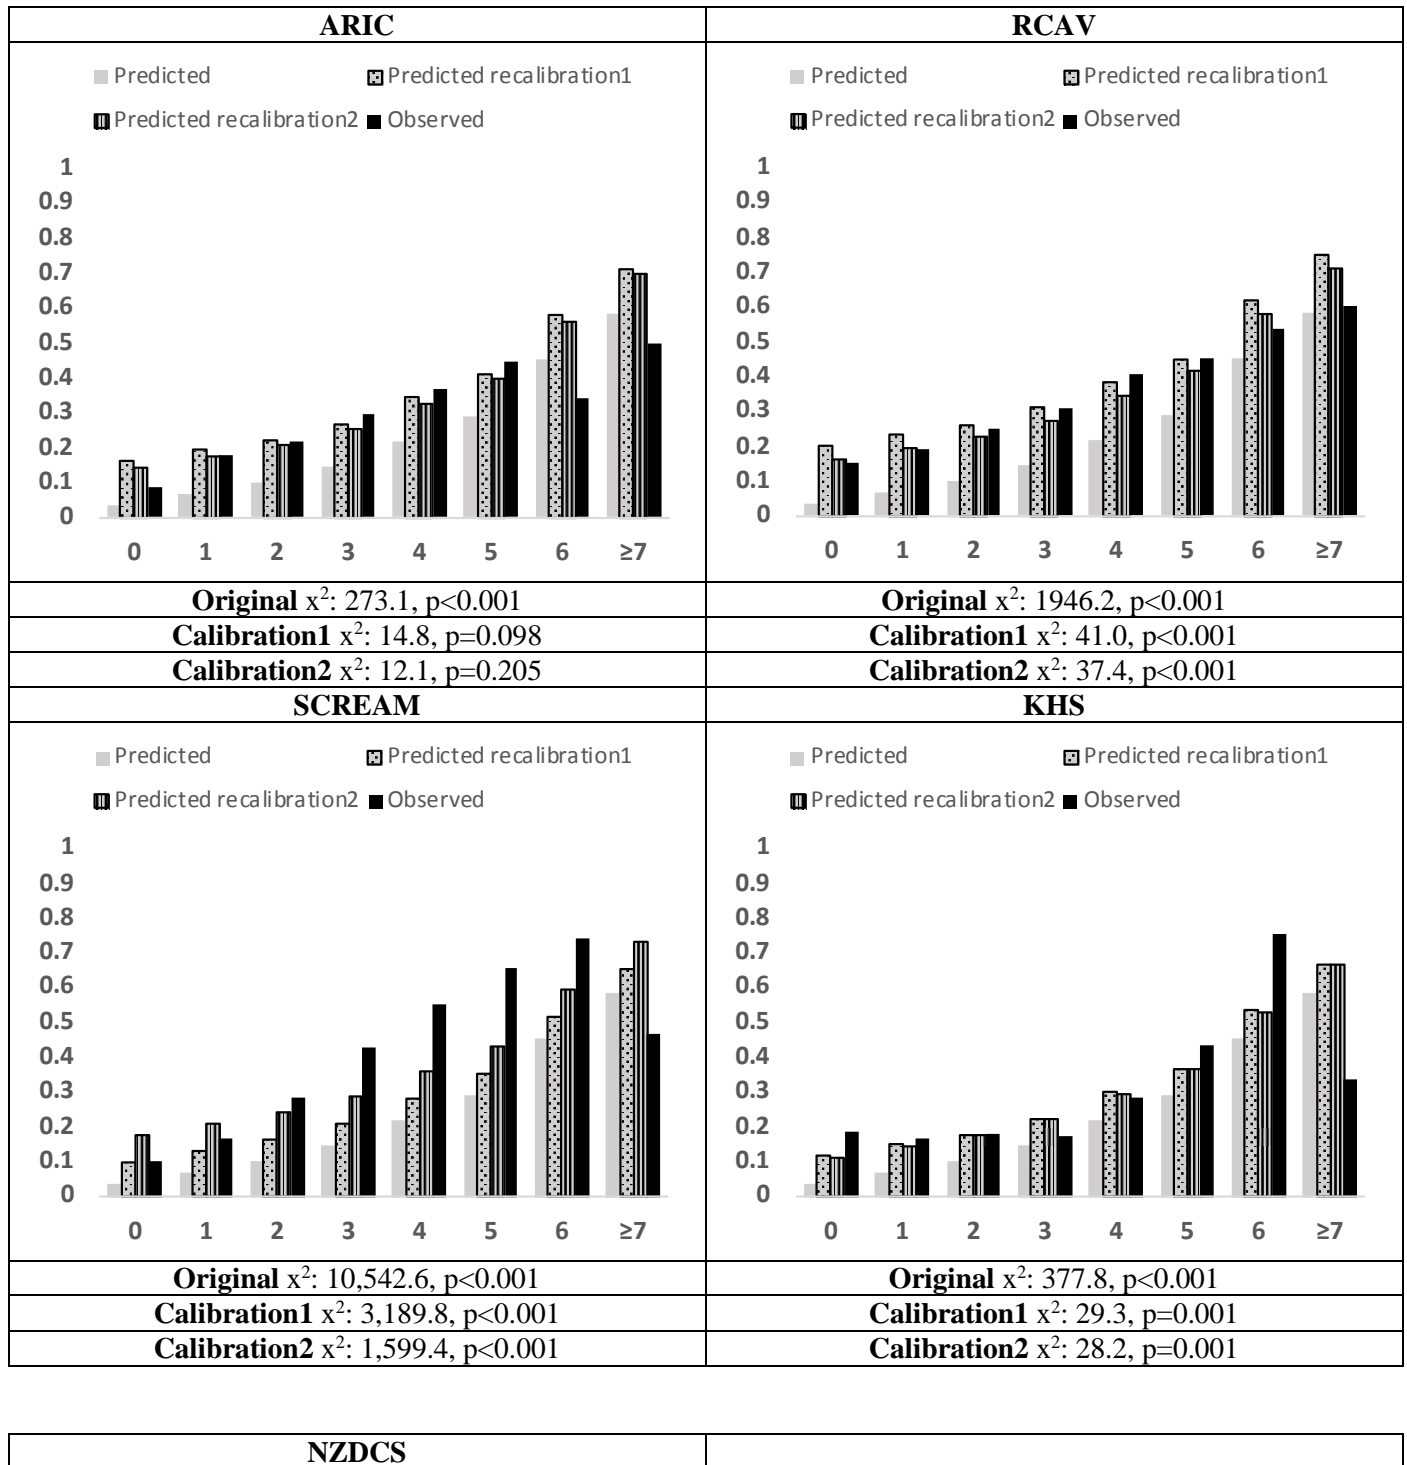 ARIC
Predicted Predicted recalibration1
Predicted recalibration2 Observed
1
0.9
0.8
0.7
0.6
0.5
0.4
0.3
0.2
0.1
0
0 1 2 3 4 5 6 ≥7
Original x²: 273.1, p<0.001
Calibration1 x²: 14.8, p=0.098
Calibration2 x²: 12.1, p=0.205
RCAV
Predicted Predicted recalibration1
Predicted recalibration2 Observed
1
0.9
0.8
0.7
0.6
0.5
0.4
0.3
0.2
0.1
0
0 1 2 3 4 5 6 ≥7
Original x²: 1946.2, p<0.001
Calibration1 x²: 41.0, p<0.001
Calibration2 x²: 37.4, p<0.001
SCREAM
Predicted Predicted recalibration1
Predicted recalibration2 Observed
1
0.9
0.8
0.7
0.6
0.5
0.4
0.3
0.2
0.1
0
0 1 2 3 4 5 6 ≥7
Original x²: 10,542.6, p<0.001
Calibration1 x²: 3,189.8, p<0.001
Calibration2 x²: 1,599.4, p<0.001
KHS
Predicted Predicted recalibration1
Predicted recalibration2 Observed
1
0.9
0.8
0.7
0.6
0.5
0.4
0.3
0.2
0.1
0
0 1 2 3 4 5 6 ≥7
Original x²: 377.8, p<0.001
Calibration1 x²: 29.3, p=0.001
Calibration2 x²: 28.2, p=0.001
NZDCS